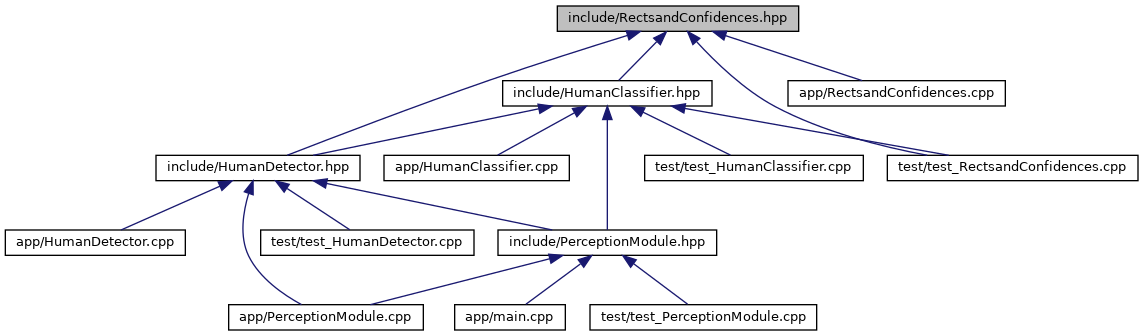 include/RectsandConfidences.hpp
include/HumanClassifier.hpp
app/RectsandConfidences.cpp
include/HumanDetector.hpp
app/HumanClassifier.cpp
test/test_HumanClassifier.cpp
test/test_RectsandConfidences.cpp
app/HumanDetector.cpp
test/test_HumanDetector.cpp
include/PerceptionModule.hpp
app/PerceptionModule.cpp
app/main.cpp
test/test_PerceptionModule.cpp